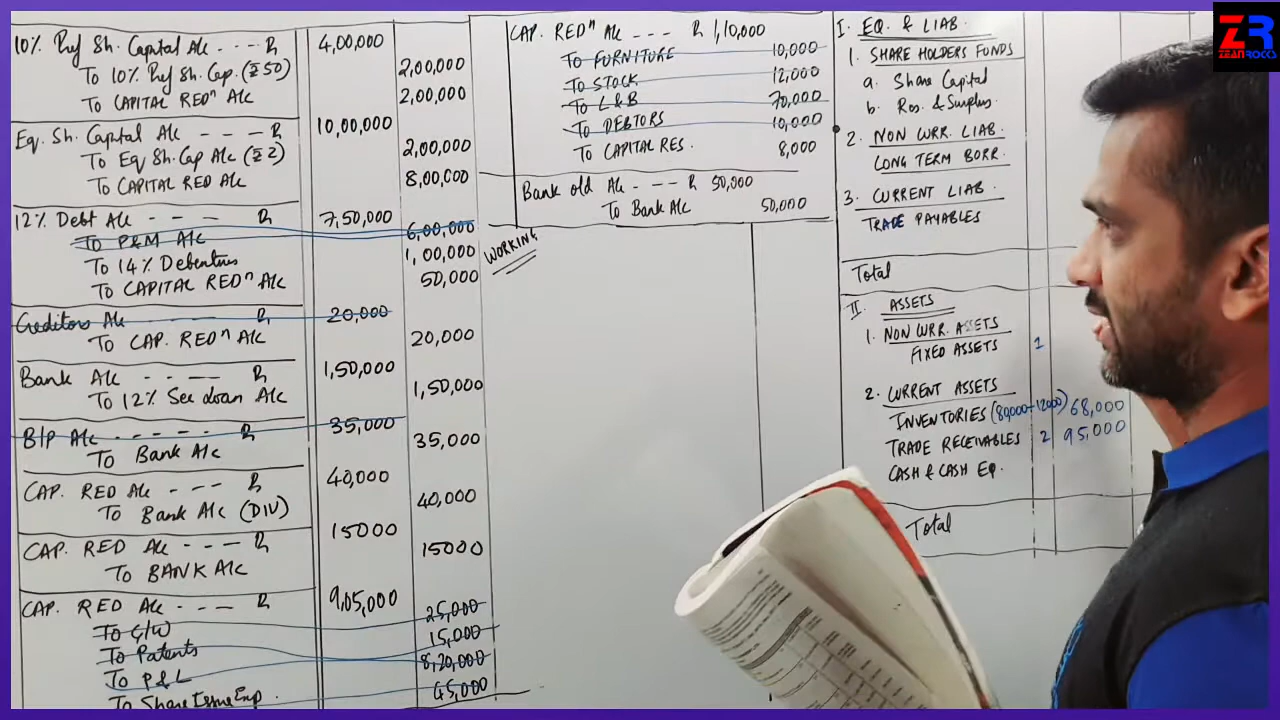 10% Pref Sh. Capital A/c - - - Dr 4,00,000
To 10% Pref Sh. Cap. (₹50) 2,00,000
To CAPITAL REDⁿ A/c 2,00,000
Eq. Sh. Capital A/c - - - - Dr 10,00,000
To Eq Sh. Cap A/c (₹2) 2,00,000
To CAPITAL RED A/c 8,00,000
12% Debt A/c - - - Dr 7,50,000
To P&M A/c 6,00,000
To 14% Debentures 1,00,000
To CAPITAL REDⁿ A/c 50,000
Creditors A/c - - - Dr 20,000
To CAP. REDⁿ A/c 20,000
Bank A/c - - - - Dr 1,50,000
To 12% Sec Loan A/c 1,50,000
B/P A/c - - - - - Dr 35,000
To Bank A/c 35,000
CAP. RED A/c - - - Dr 40,000
To Bank A/c (DIV) 40,000
CAP. RED A/c - - - Dr 15000
To BANK A/c 15000
CAP. RED A/c - - - Dr 9,05,000
To G/W 25,000
To Patents 15,000
To P&L 8,20,000
To Share Issue Exp. 45,000
CAP. REDⁿ A/c - - - Dr 1,10,000
To FURNITURE 10,000
To STOCK 12,000
To L&B 70,000
To DEBTORS 10,000
To CAPITAL RES. 8,000
Bank old A/c - - - Dr 50,000
To Bank A/c 50,000
WORKING
I. EQ. & LIAB.
1. SHARE HOLDERS FUNDS
a. Share Capital
b. Res. & Surplus.
2. NON CURR. LIAB.
LONG TERM BORR.
3. CURRENT LIAB.
TRADE PAYABLES
Total
II. ASSETS
1. NON CURR. ASSETS
FIXED ASSETS 1
2. CURRENT ASSETS
INVENTORIES (80,000-12000) 68,000
TRADE RECEIVABLES 2 95,000
CASH & CASH EQ.
Total
ZR
ZEANROCKS